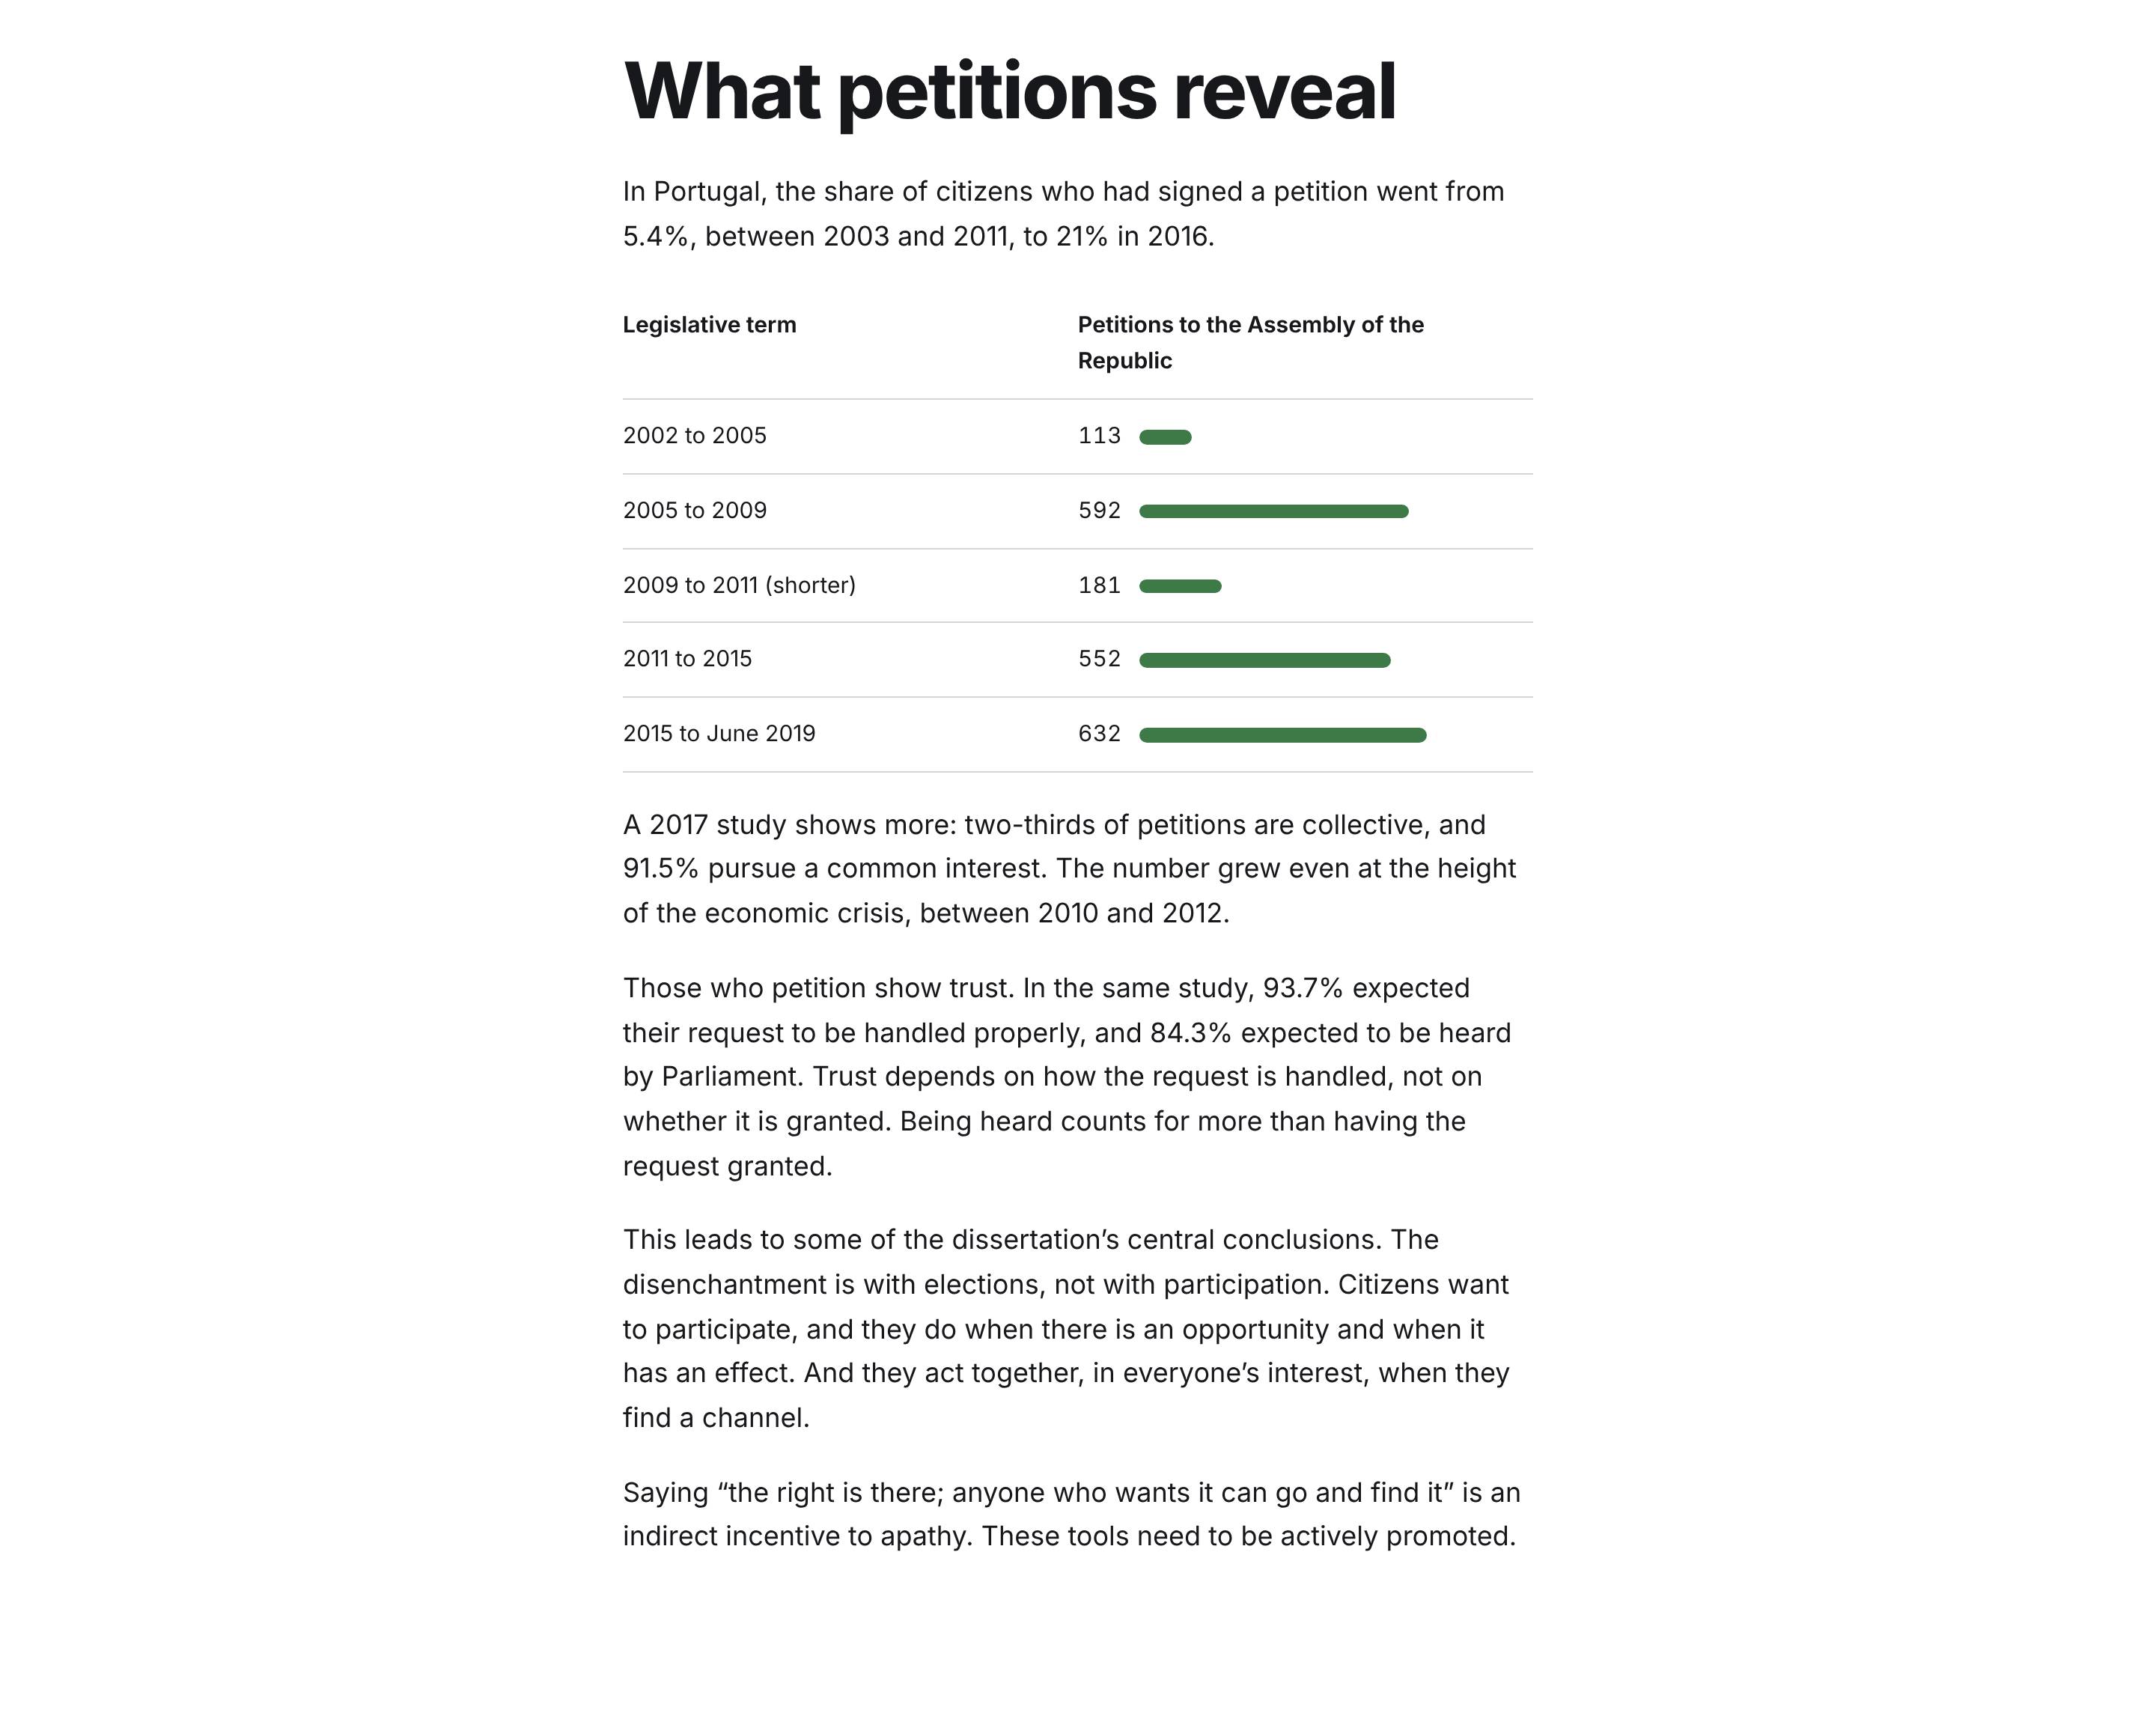 What petitions reveal
In Portugal, the share of citizens who had signed a petition went from
5.4%, between 2003 and 2011, to 21% in 2016.
Legislative term
Petitions to the Assembly of the
Republic
2002 to 2005 113
2005 to 2009 592
2009 to 2011 (shorter) 181
2011 to 2015 552
2015 to June 2019 632
A 2017 study shows more: two-thirds of petitions are collective, and
91.5% pursue a common interest. The number grew even at the height
of the economic crisis, between 2010 and 2012.
Those who petition show trust. In the same study, 93.7% expected
their request to be handled properly, and 84.3% expected to be heard
by Parliament. Trust depends on how the request is handled, not on
whether it is granted. Being heard counts for more than having the
request granted.
This leads to some of the dissertation’s central conclusions. The
disenchantment is with elections, not with participation. Citizens want
to participate, and they do when there is an opportunity and when it
has an effect. And they act together, in everyone’s interest, when they
find a channel.
Saying “the right is there; anyone who wants it can go and find it” is an
indirect incentive to apathy. These tools need to be actively promoted.